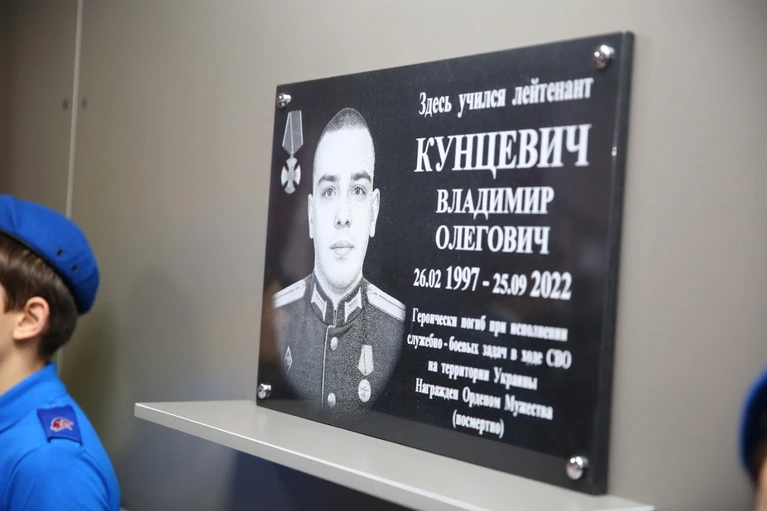 Здесь учился лейтенант
КУНЦЕВИЧ
ВЛАДИМИР
ОЛЕГОВИЧ
26.02 1997 - 25.09 2022
Героически погиб при исполнении
служебно - боевых задач в ходе СВО
на территории Украины
Награжден Орденом Мужества
(посмертно)